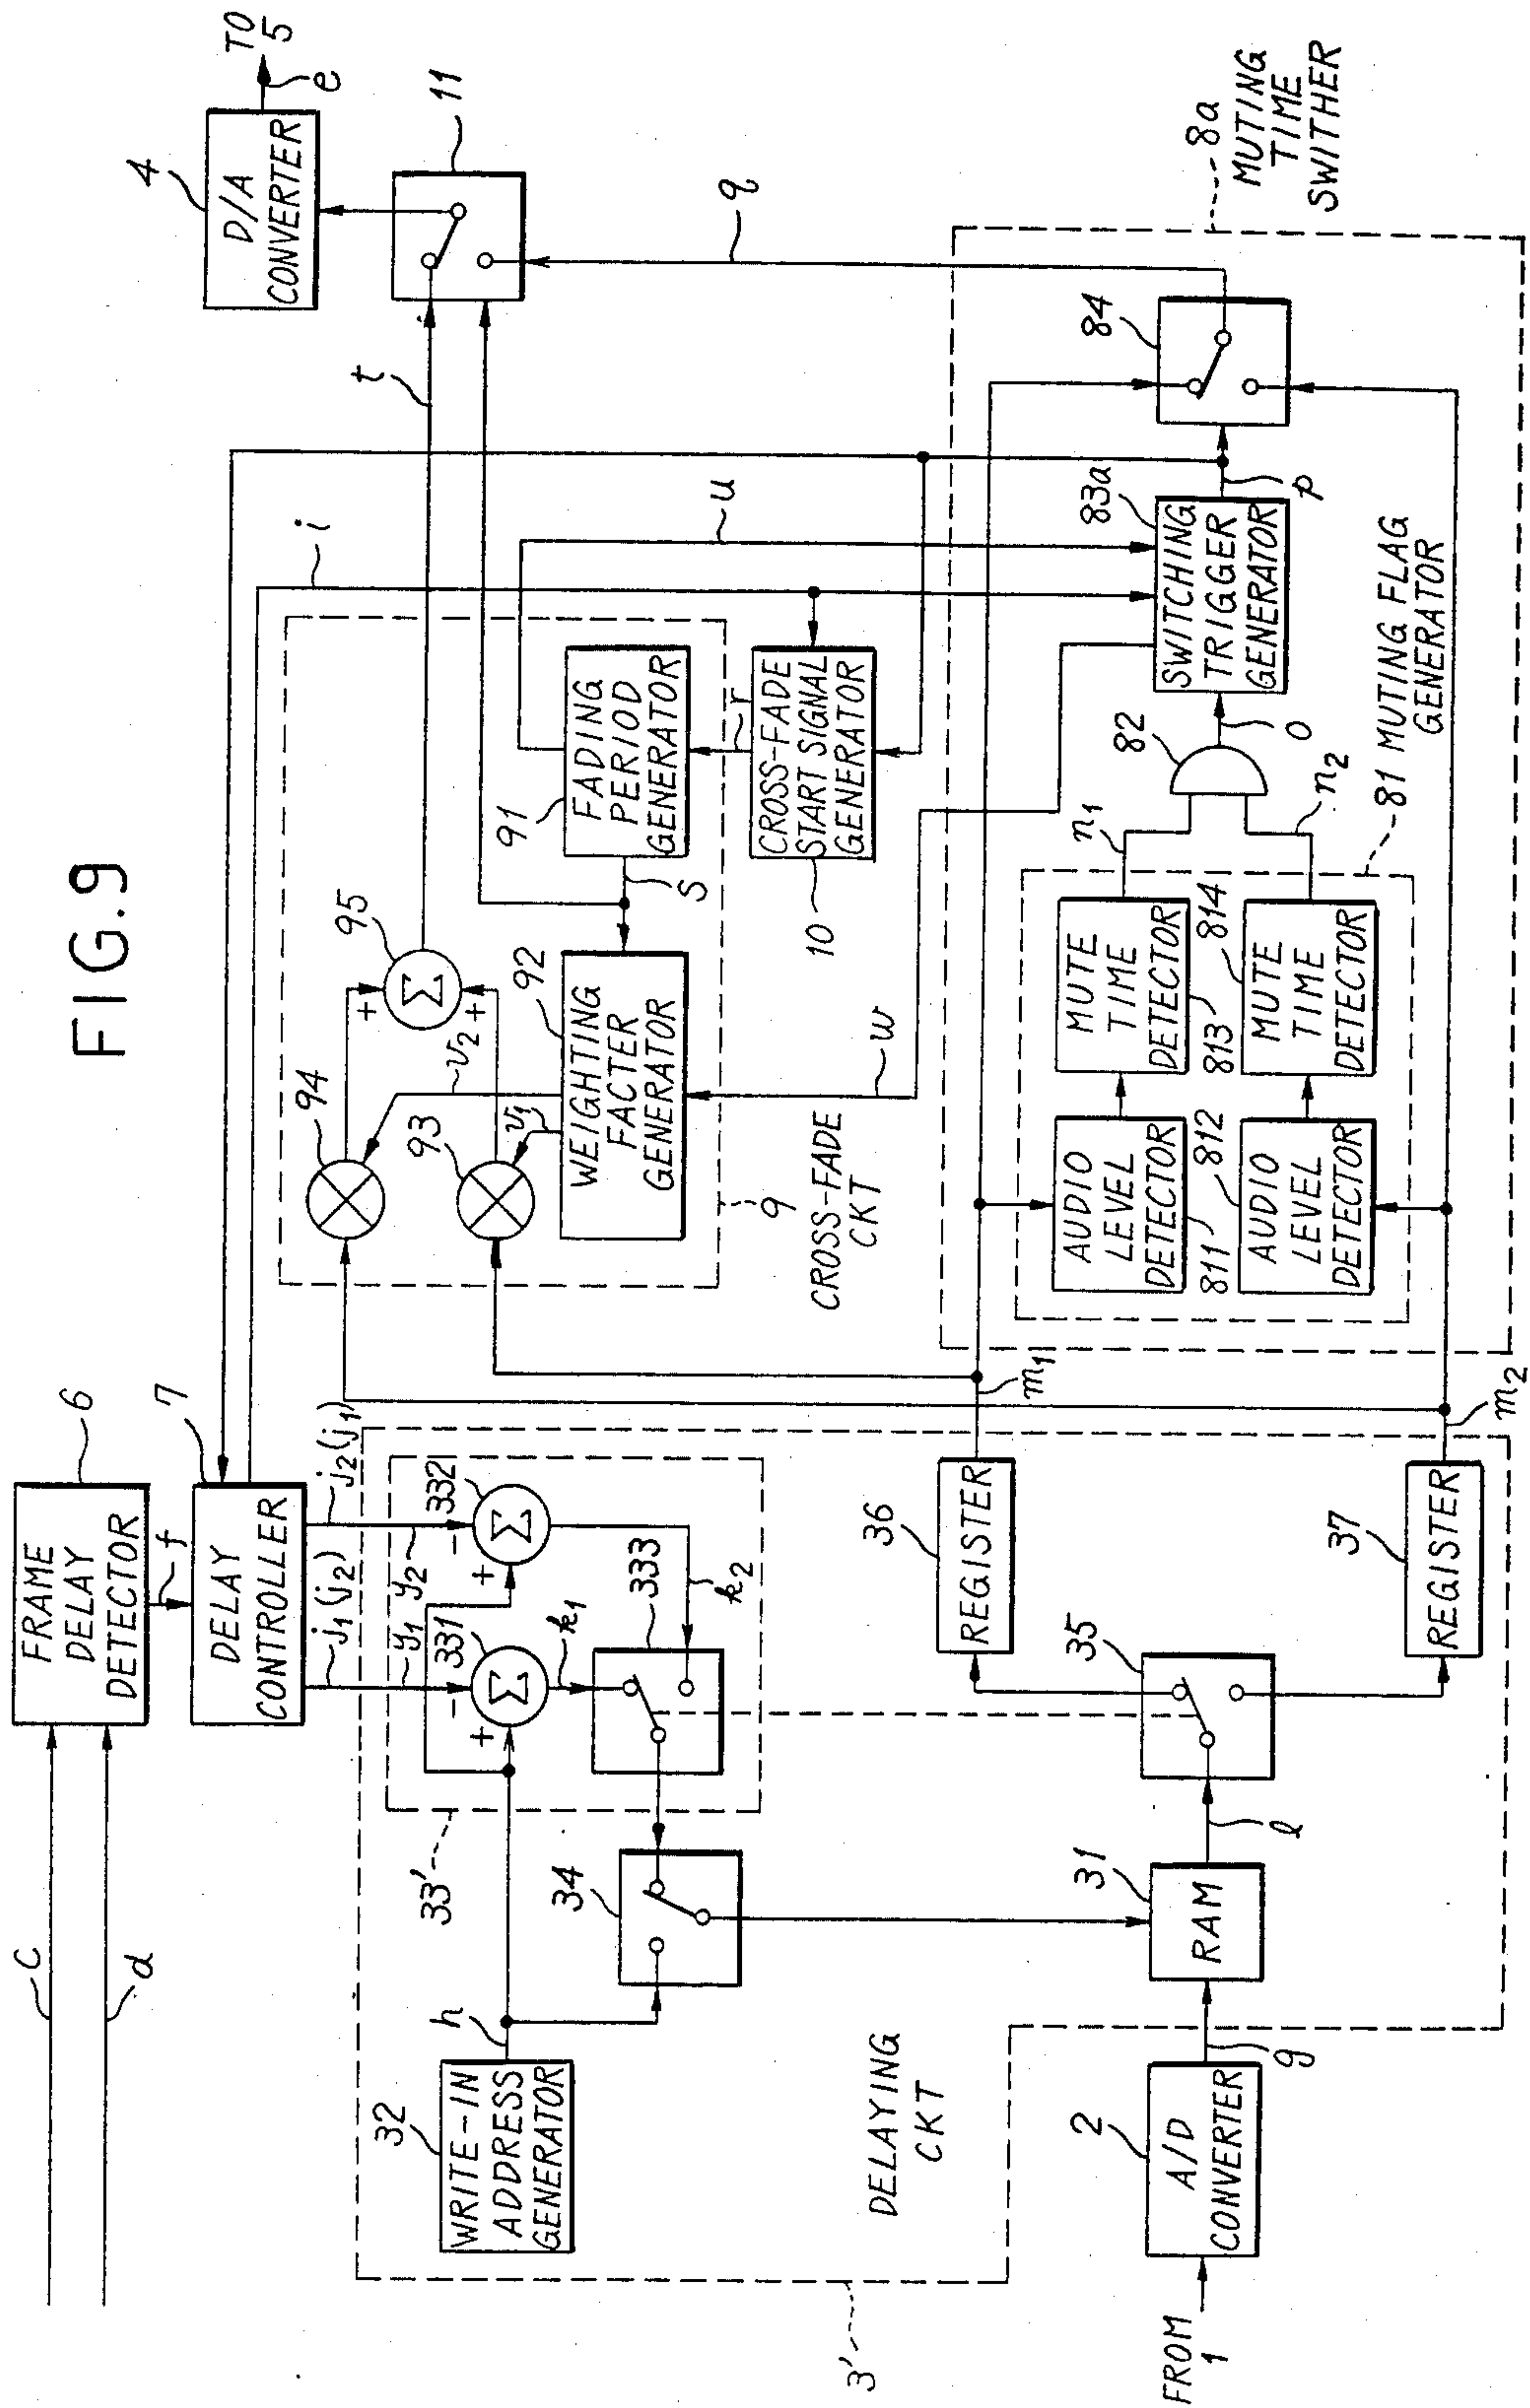 FIG.9
C
d
FRAME
DELAY
DETECTOR
6
f
DELAY
CONTROLLER
7
j1(j2)
j2(j1)
i
y1
y2
331
332
Σ
Σ
+
-
+
-
k1
k2
333
33'
34
h
32
WRITE-IN
ADDRESS
GENERATOR
DELAYING
CKT
3'
FROM
1
2
A/D
CONVERTER
g
31
RAM
l
35
36
REGISTER
37
REGISTER
m1
m2
94
93
95
Σ
+
+
v2
v1
92
WEIGHTING
FACTER
GENERATOR
S
91
FADING
PERIOD
GENERATOR
9
CROSS-FADE
CKT
r
10
CROSS-FADE
START SIGNAL
GENERATOR
u
w
t
4
D/A
CONVERTER
e
TO
5
11
q
8a
MUTING
TIME
SWITHER
AUDIO
LEVEL
DETECTOR
811
812
AUDIO
LEVEL
DETECTOR
MUTE
TIME
DETECTOR
813
814
MUTE
TIME
DETECTOR
81 MUTING FLAG
GENERATOR
n1
n2
82
O
SWITCHING
TRIGGER
GENERATOR
83a
p
84